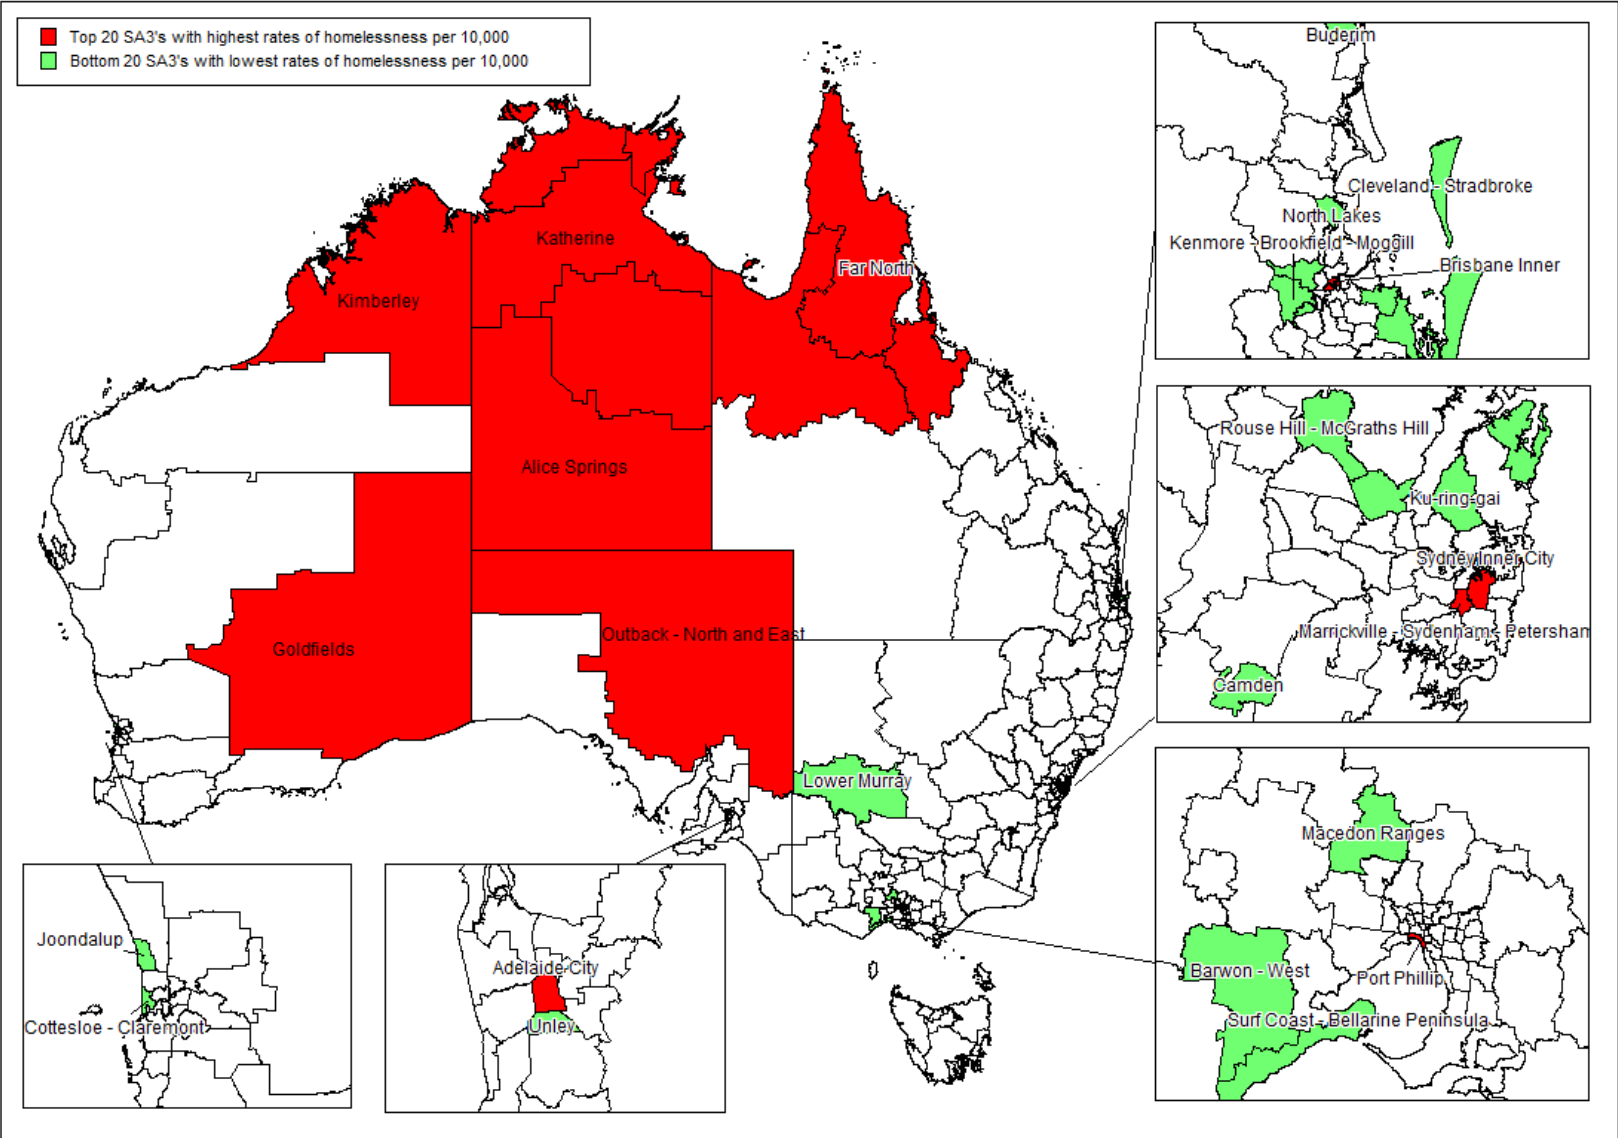 Top 20 SA3's with highest rates of homelessness per 10,000
Bottom 20 SA3's with lowest rates of homelessness per 10,000
Katherine
Far North
Kimberley
Alice Springs
Outback - North and East
Goldfields
Lower Murray
Buderim
Cleveland - Stradbroke
North Lakes
Kenmore - Brookfield - Moggill
Brisbane Inner
Rouse Hill - McGraths Hill
Ku-ring-gai
Sydney Inner City
Marrickville - Sydenham - Petersham
Camden
Macedon Ranges
Barwon - West
Port Phillip
Surf Coast - Bellarine Peninsula
Joondalup
Cottesloe - Claremont
Adelaide City
Unley